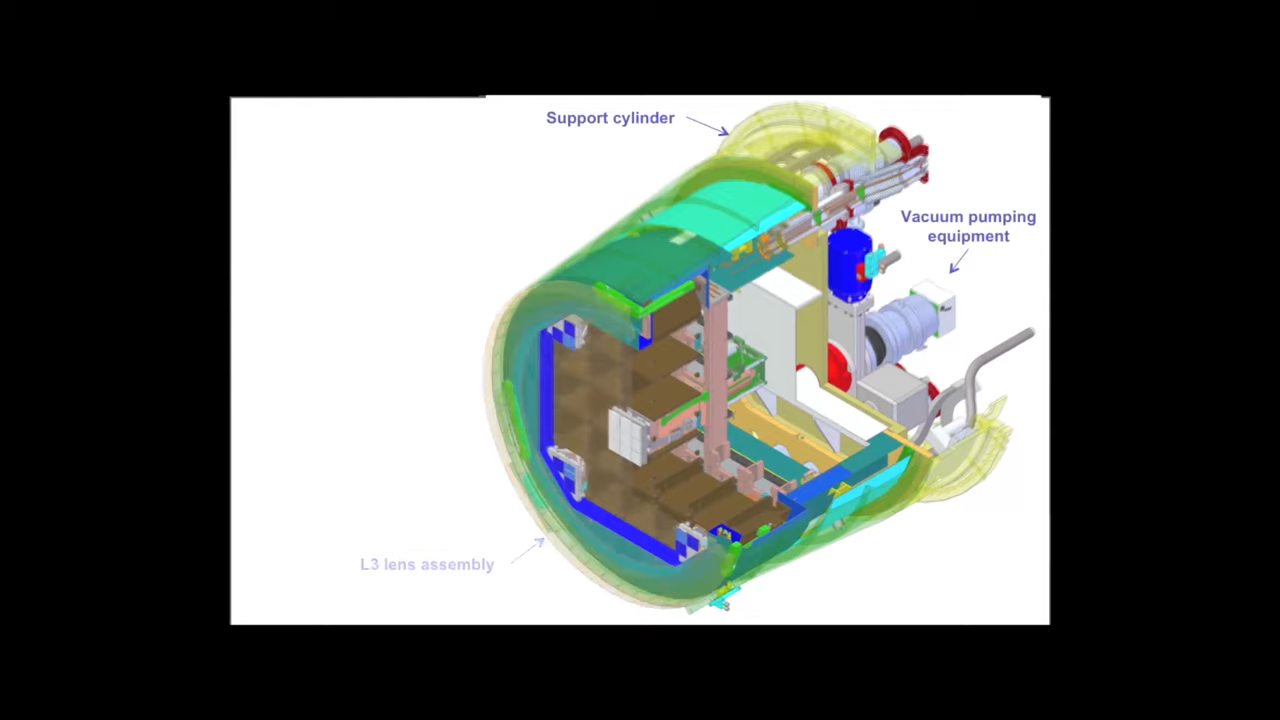 Support cylinder
Vacuum pumping
equipment
L3 lens assembly